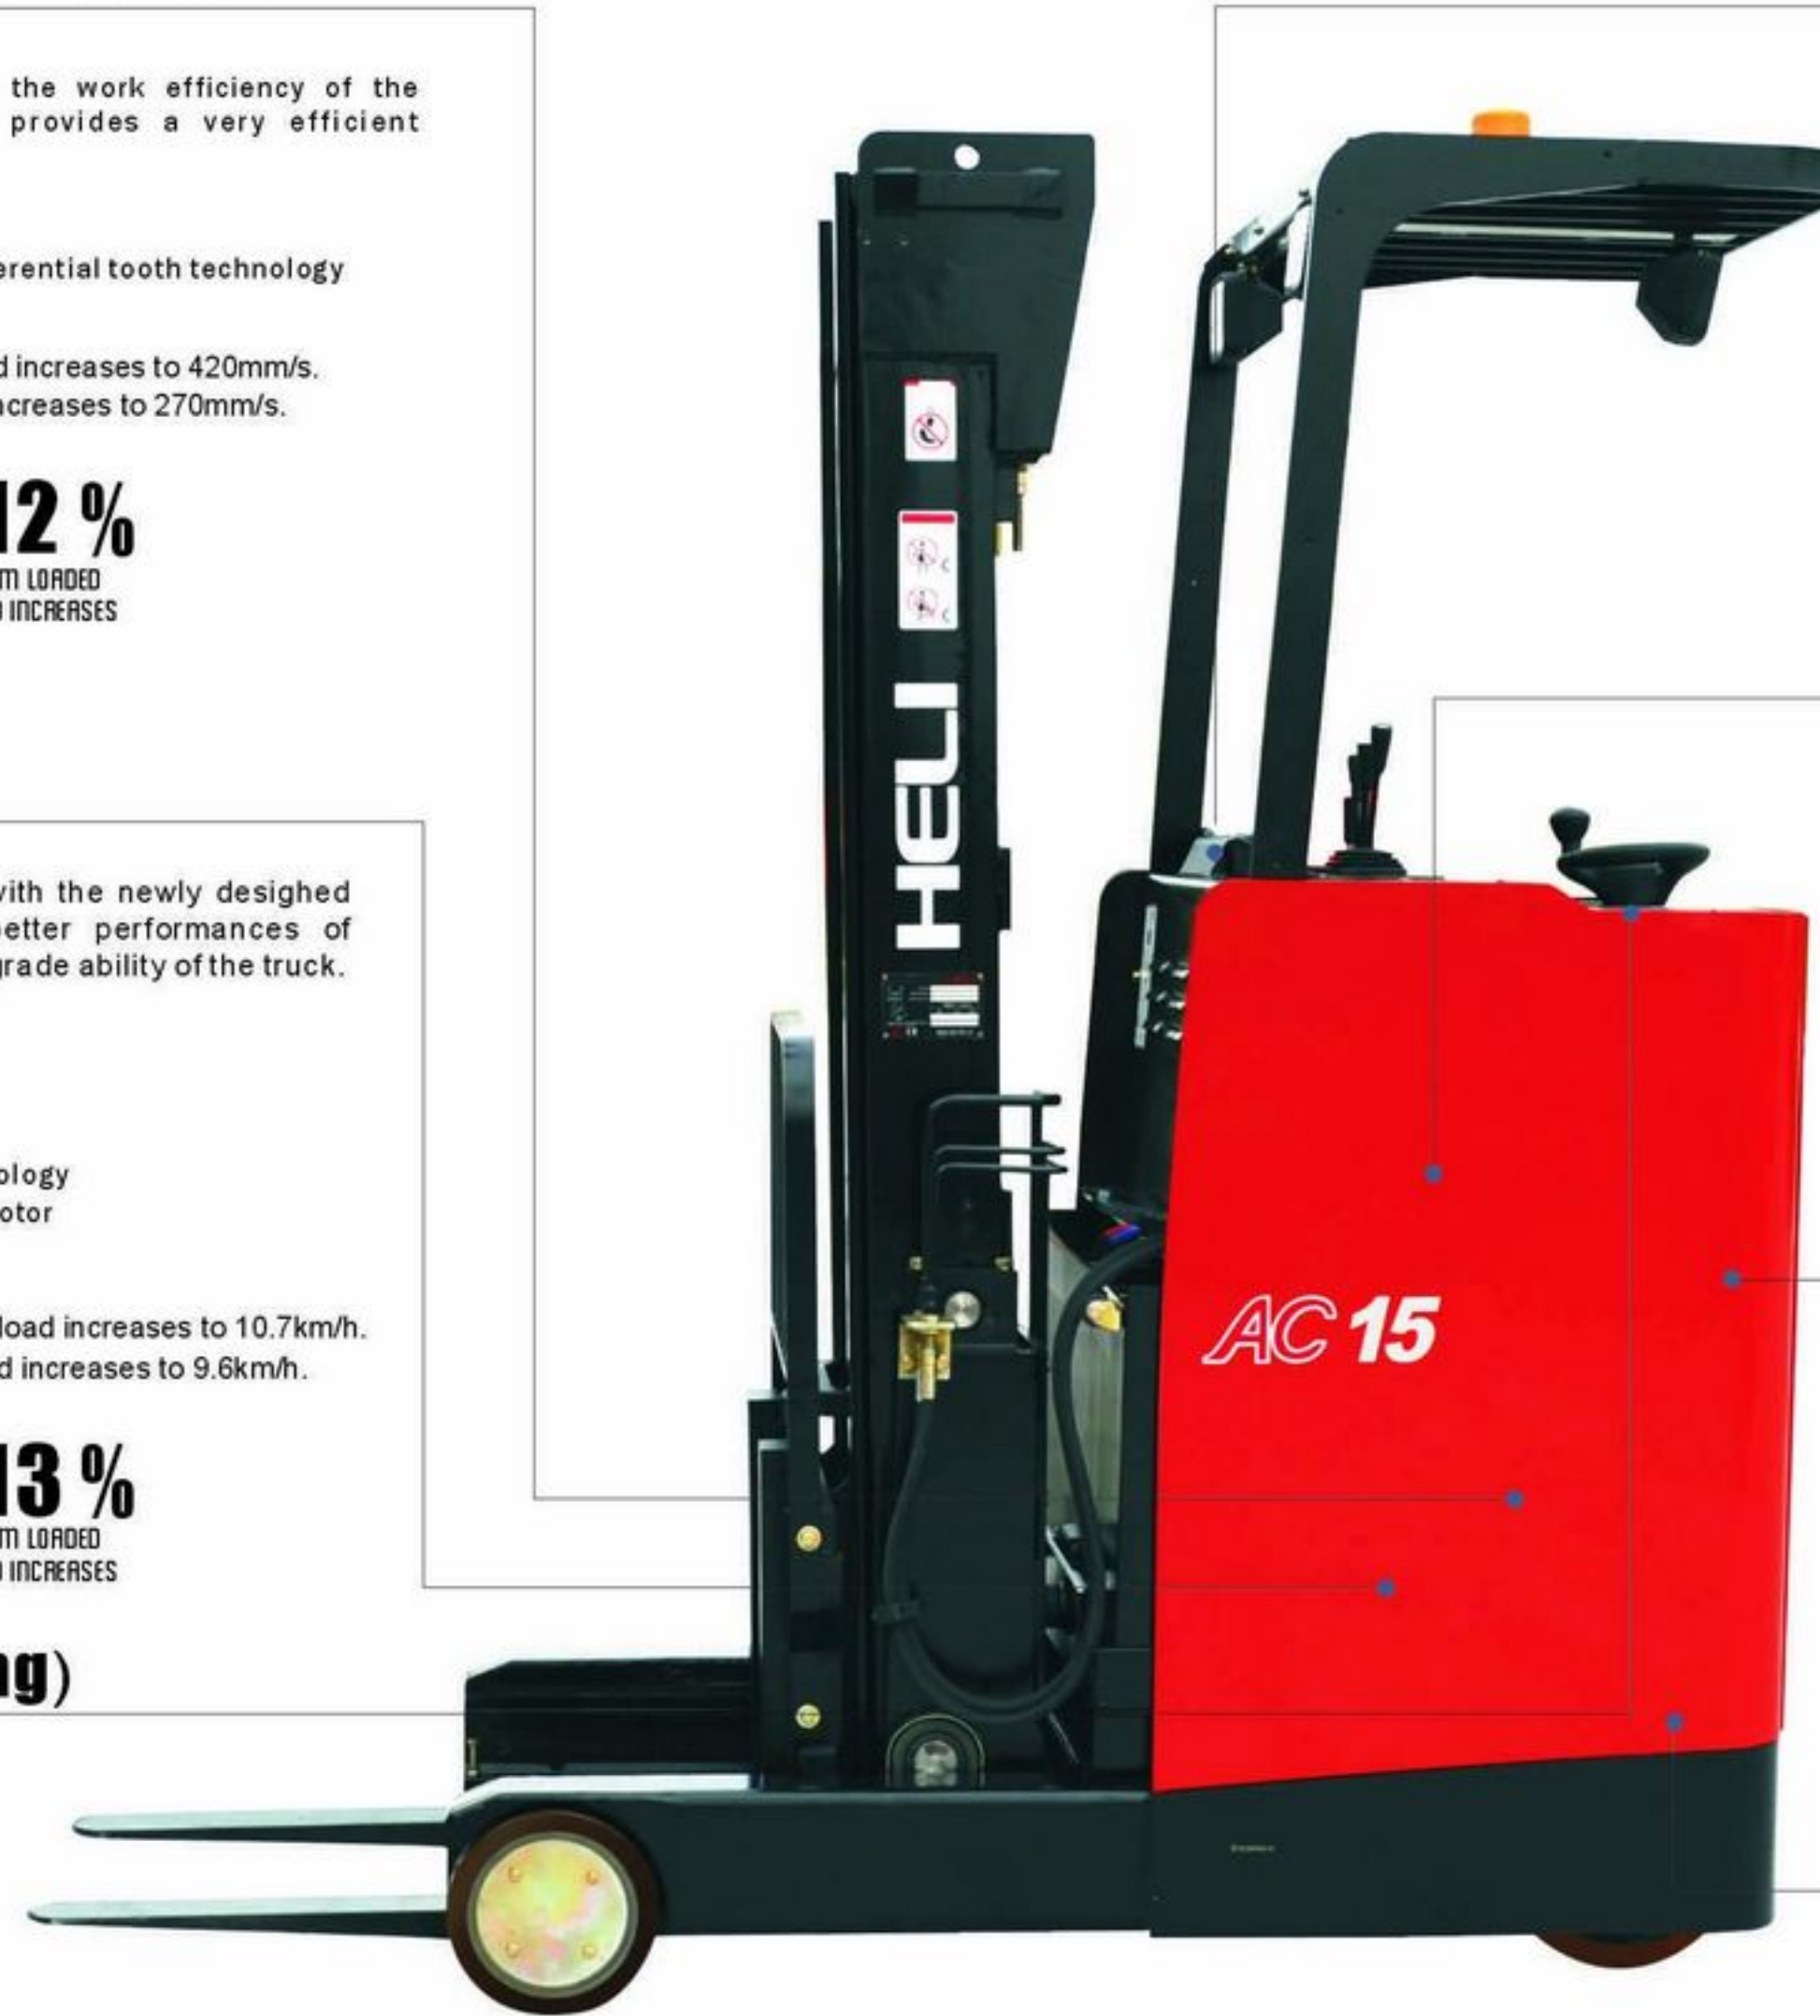 the work efficiency of the
provides a very efficient
erential tooth technology
d increases to 420mm/s.
ncreases to 270mm/s.
12 %
M LOADED
D INCREASES
with the newly desighed
better performances of
grade ability of the truck.
ology
otor
load increases to 10.7km/h.
d increases to 9.6km/h.
13 %
M LOADED
D INCREASES
ng)
HELI
AC 15